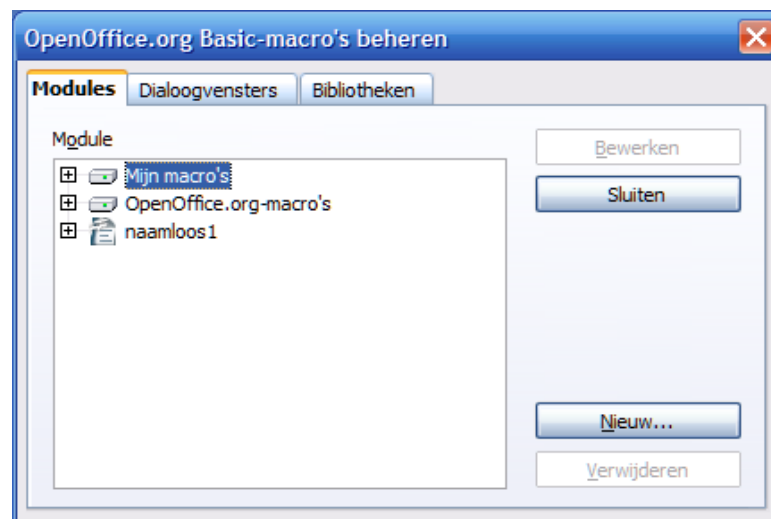 OpenOffice.org Basic-macro's beheren
Modules Dialoogvensters Bibliotheken
Module
Bewerken
Mijn macro's
Sluiten
OpenOffice.org-macro's
naamloos1
Nieuw...
Verwijderen